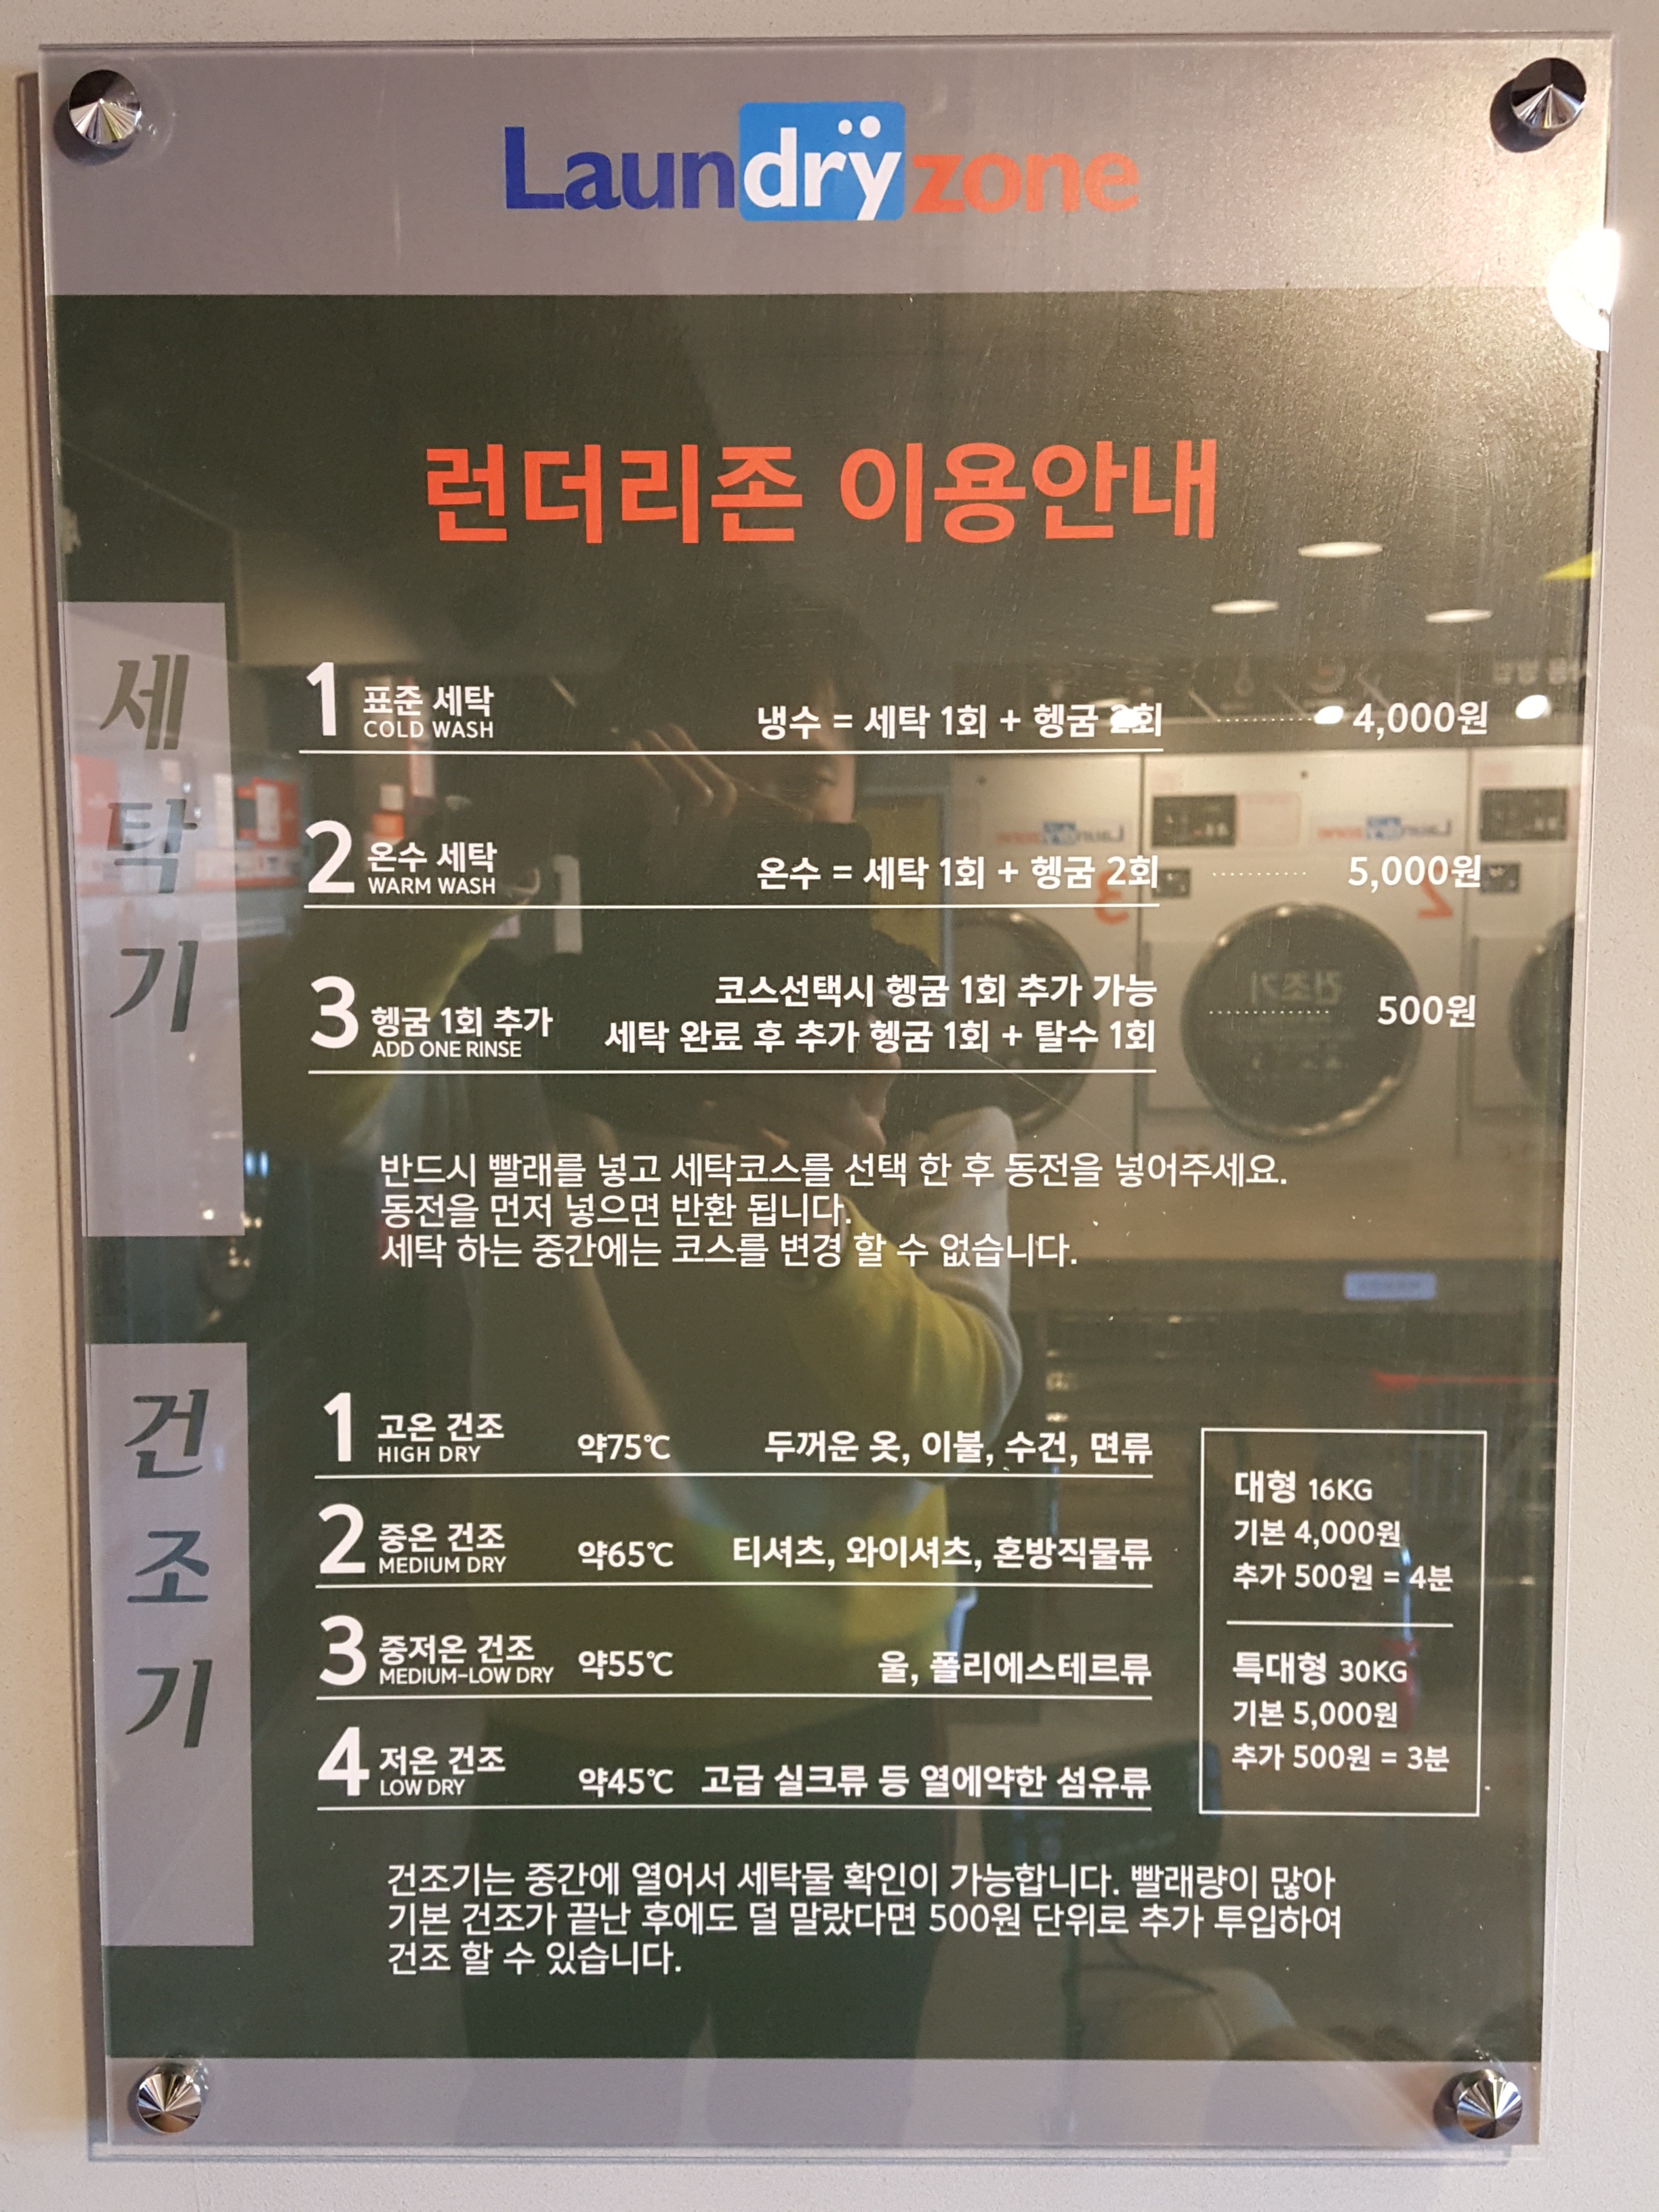 Laundryzone
런더리존 이용안내
세탁기
1 표준 세탁 냉수 = 세탁 1회 + 헹굼 2회 4,000원
COLD WASH
2 온수 세탁 온수 = 세탁 1회 + 헹굼 2회 5,000원
WARM WASH
코스선택시 헹굼 1회 추가 가능
3 헹굼 1회 추가 세탁 완료 후 추가 헹굼 1회 + 탈수 1회 500원
ADD ONE RINSE
반드시 빨래를 넣고 세탁코스를 선택 한 후 동전을 넣어주세요.
동전을 먼저 넣으면 반환 됩니다.
세탁 하는 중간에는 코스를 변경 할 수 없습니다.
건조기
1 고온 건조 약75℃ 두꺼운 옷, 이불, 수건, 면류
HIGH DRY
2 중온 건조 약65℃ 티셔츠, 와이셔츠, 혼방직물류
MEDIUM DRY
3 중저온 건조 약55℃ 울, 폴리에스테르류
MEDIUM-LOW DRY
4 저온 건조 약45℃ 고급 실크류 등 열에약한 섬유류
LOW DRY
대형 16KG
기본 4,000원
추가 500원 = 4분
특대형 30KG
기본 5,000원
추가 500원 = 3분
건조기는 중간에 열어서 세탁물 확인이 가능합니다. 빨래량이 많아
기본 건조가 끝난 후에도 덜 말랐다면 500원 단위로 추가 투입하여
건조 할 수 있습니다.